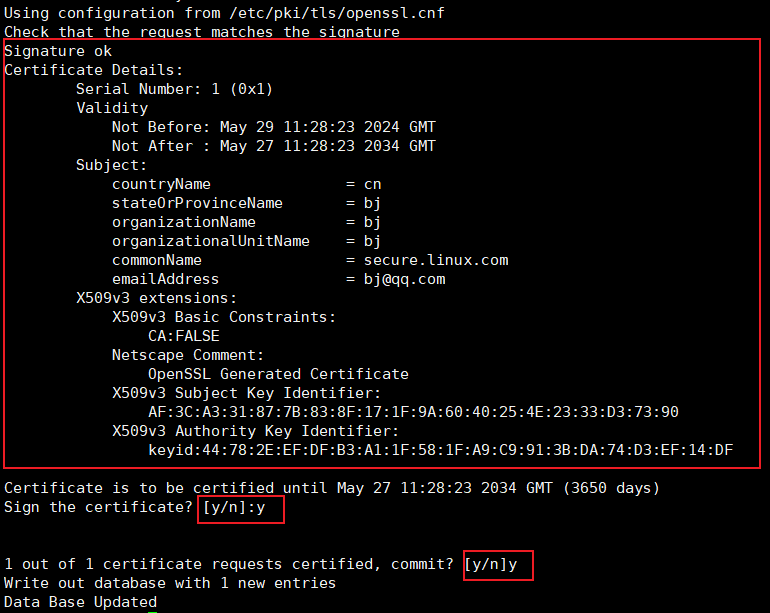 Using configuration from /etc/pki/tls/openssl.cnf
Check that the request matches the signature
Signature ok
Certificate Details:
        Serial Number: 1 (0x1)
        Validity
            Not Before: May 29 11:28:23 2024 GMT
            Not After : May 27 11:28:23 2034 GMT
        Subject:
            countryName               = cn
            stateOrProvinceName       = bj
            organizationName          = bj
            organizationalUnitName    = bj
            commonName                = secure.linux.com
            emailAddress              = bj@qq.com
        X509v3 extensions:
            X509v3 Basic Constraints:
                CA:FALSE
            Netscape Comment:
                OpenSSL Generated Certificate
            X509v3 Subject Key Identifier:
                AF:3C:A3:31:87:7B:83:8F:17:1F:9A:60:40:25:4E:23:33:D3:73:90
            X509v3 Authority Key Identifier:
                keyid:44:78:2E:EF:DF:B3:A1:1F:58:1F:A9:C9:91:3B:DA:74:D3:EF:14:DF
Certificate is to be certified until May 27 11:28:23 2034 GMT (3650 days)
Sign the certificate? [y/n]:y
1 out of 1 certificate requests certified, commit? [y/n]y
Write out database with 1 new entries
Data Base Updated